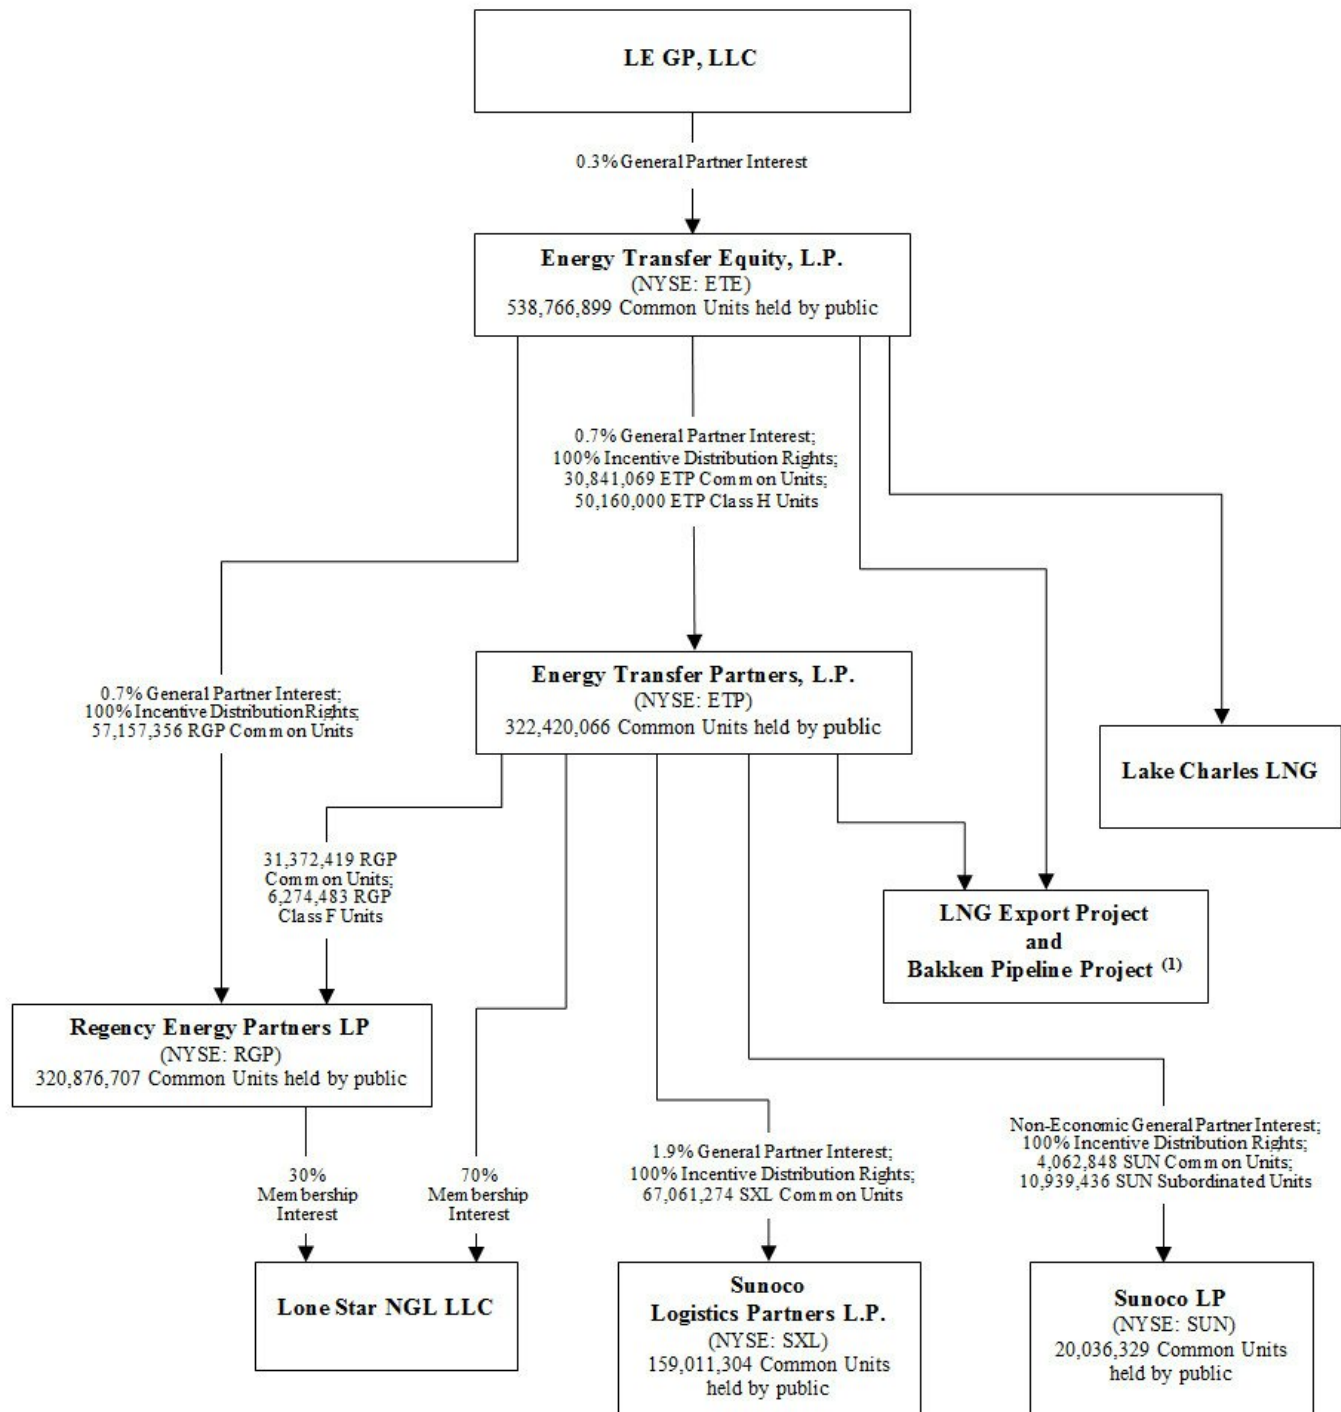 LE GP, LLC
0.3% General Partner Interest
Energy Transfer Equity, L.P.
(NYSE: ETE)
538,766,899 Common Units held by public
0.7% General Partner Interest;
100% Incentive Distribution Rights;
30,841,069 ETP Common Units;
50,160,000 ETP Class H Units
0.7% General Partner Interest;
100% Incentive Distribution Rights;
57,157,356 RGP Common Units
Energy Transfer Partners, L.P.
(NYSE: ETP)
322,420,066 Common Units held by public
Lake Charles LNG
31,372,419 RGP
Common Units;
6,274,483 RGP
Class F Units
LNG Export Project
and
Bakken Pipeline Project (1)
Regency Energy Partners LP
(NYSE: RGP)
320,876,707 Common Units held by public
30%
Membership
Interest
70%
Membership
Interest
1.9% General Partner Interest;
100% Incentive Distribution Rights;
67,061,274 SXL Common Units
Non-Economic General Partner Interest;
100% Incentive Distribution Rights;
4,062,848 SUN Common Units;
10,939,436 SUN Subordinated Units
Lone Star NGL LLC
Sunoco
Logistics Partners L.P.
(NYSE: SXL)
159,011,304 Common Units
held by public
Sunoco LP
(NYSE: SUN)
20,036,329 Common Units
held by public